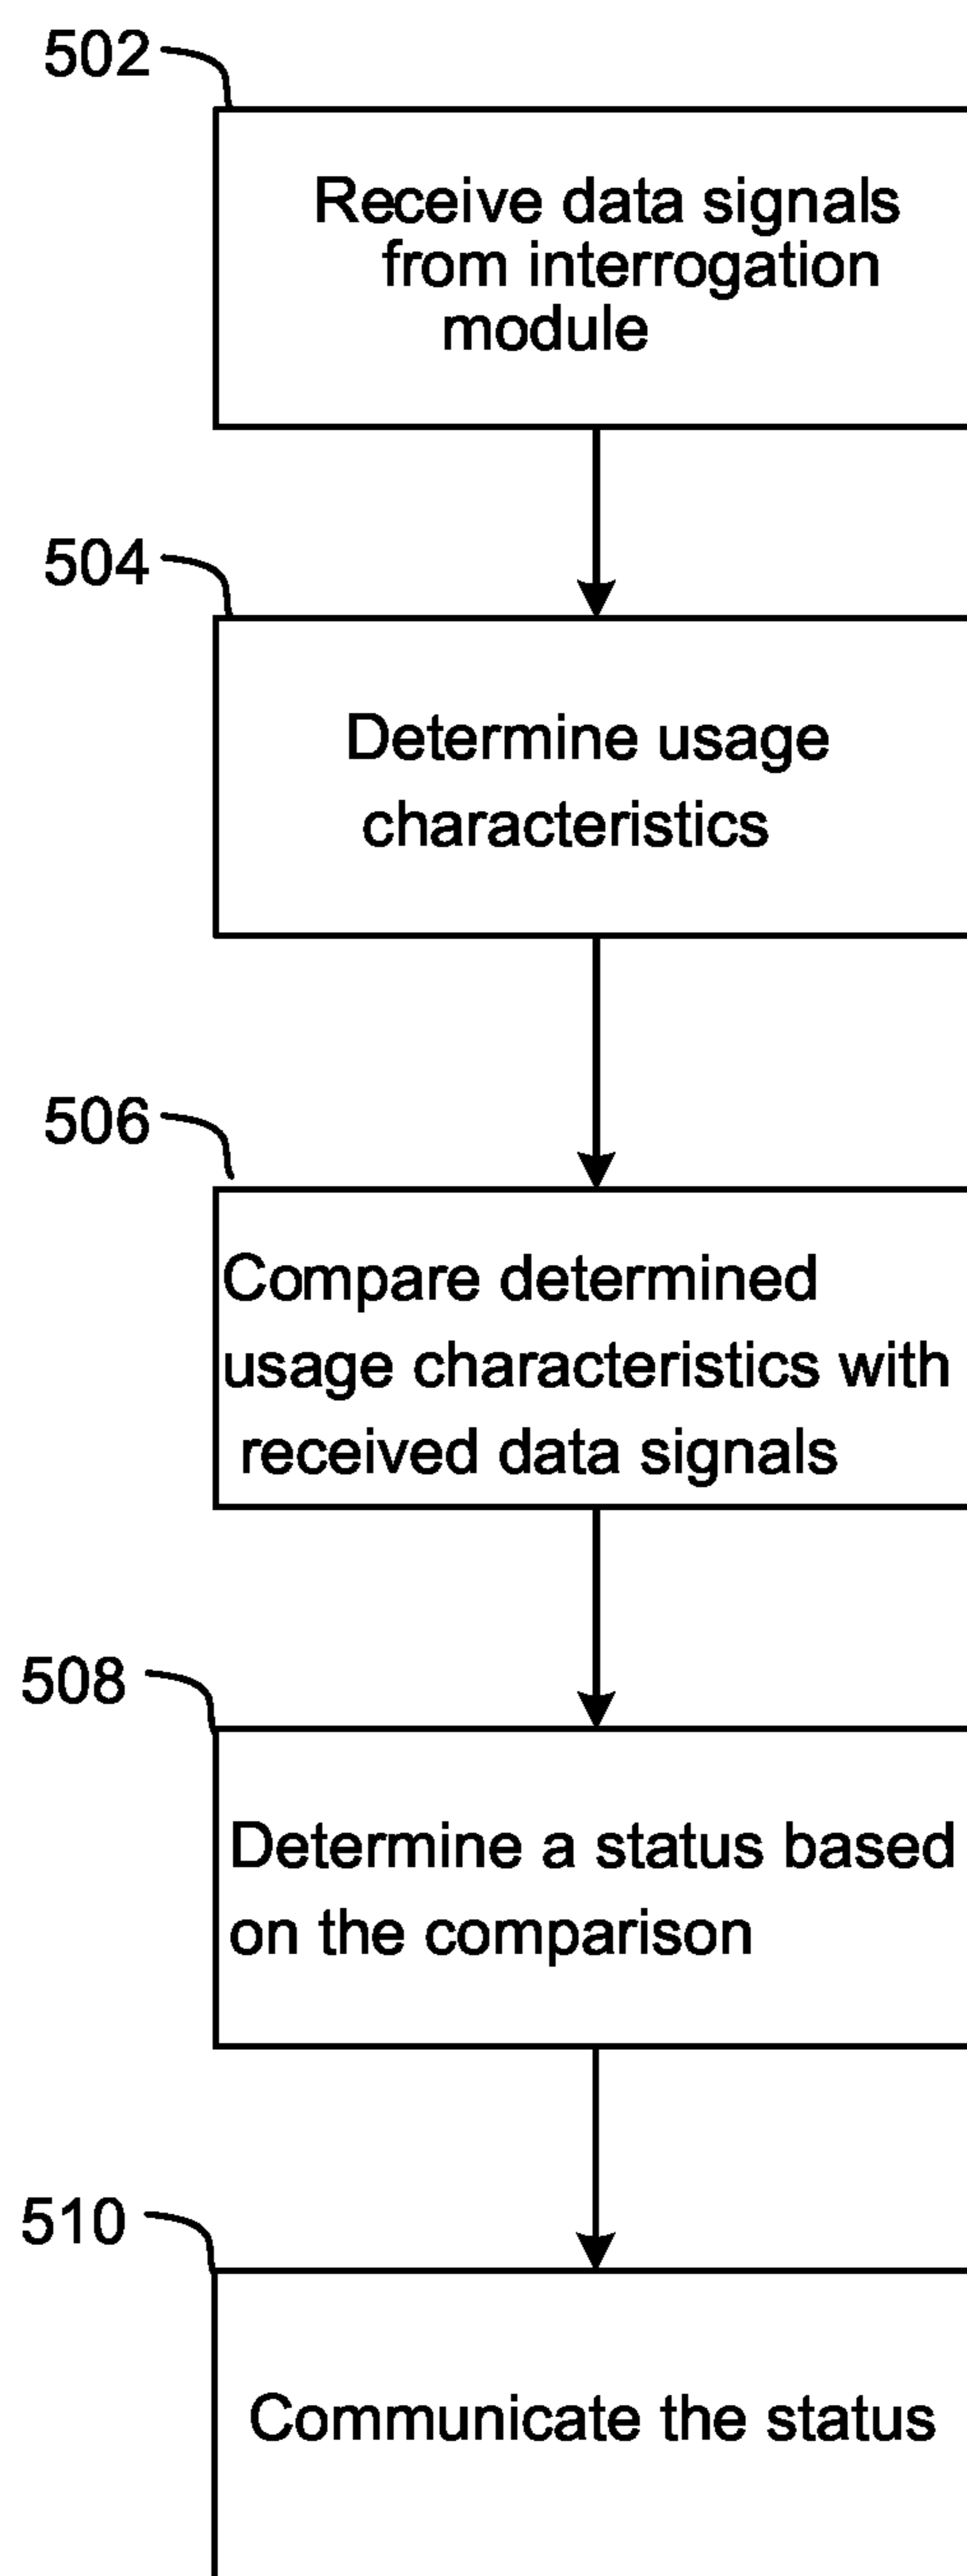 502
Receive data signals
from interrogation
module
504
Determine usage
characteristics
506
Compare determined
usage characteristics with
received data signals
508
Determine a status based
on the comparison
510
Communicate the status